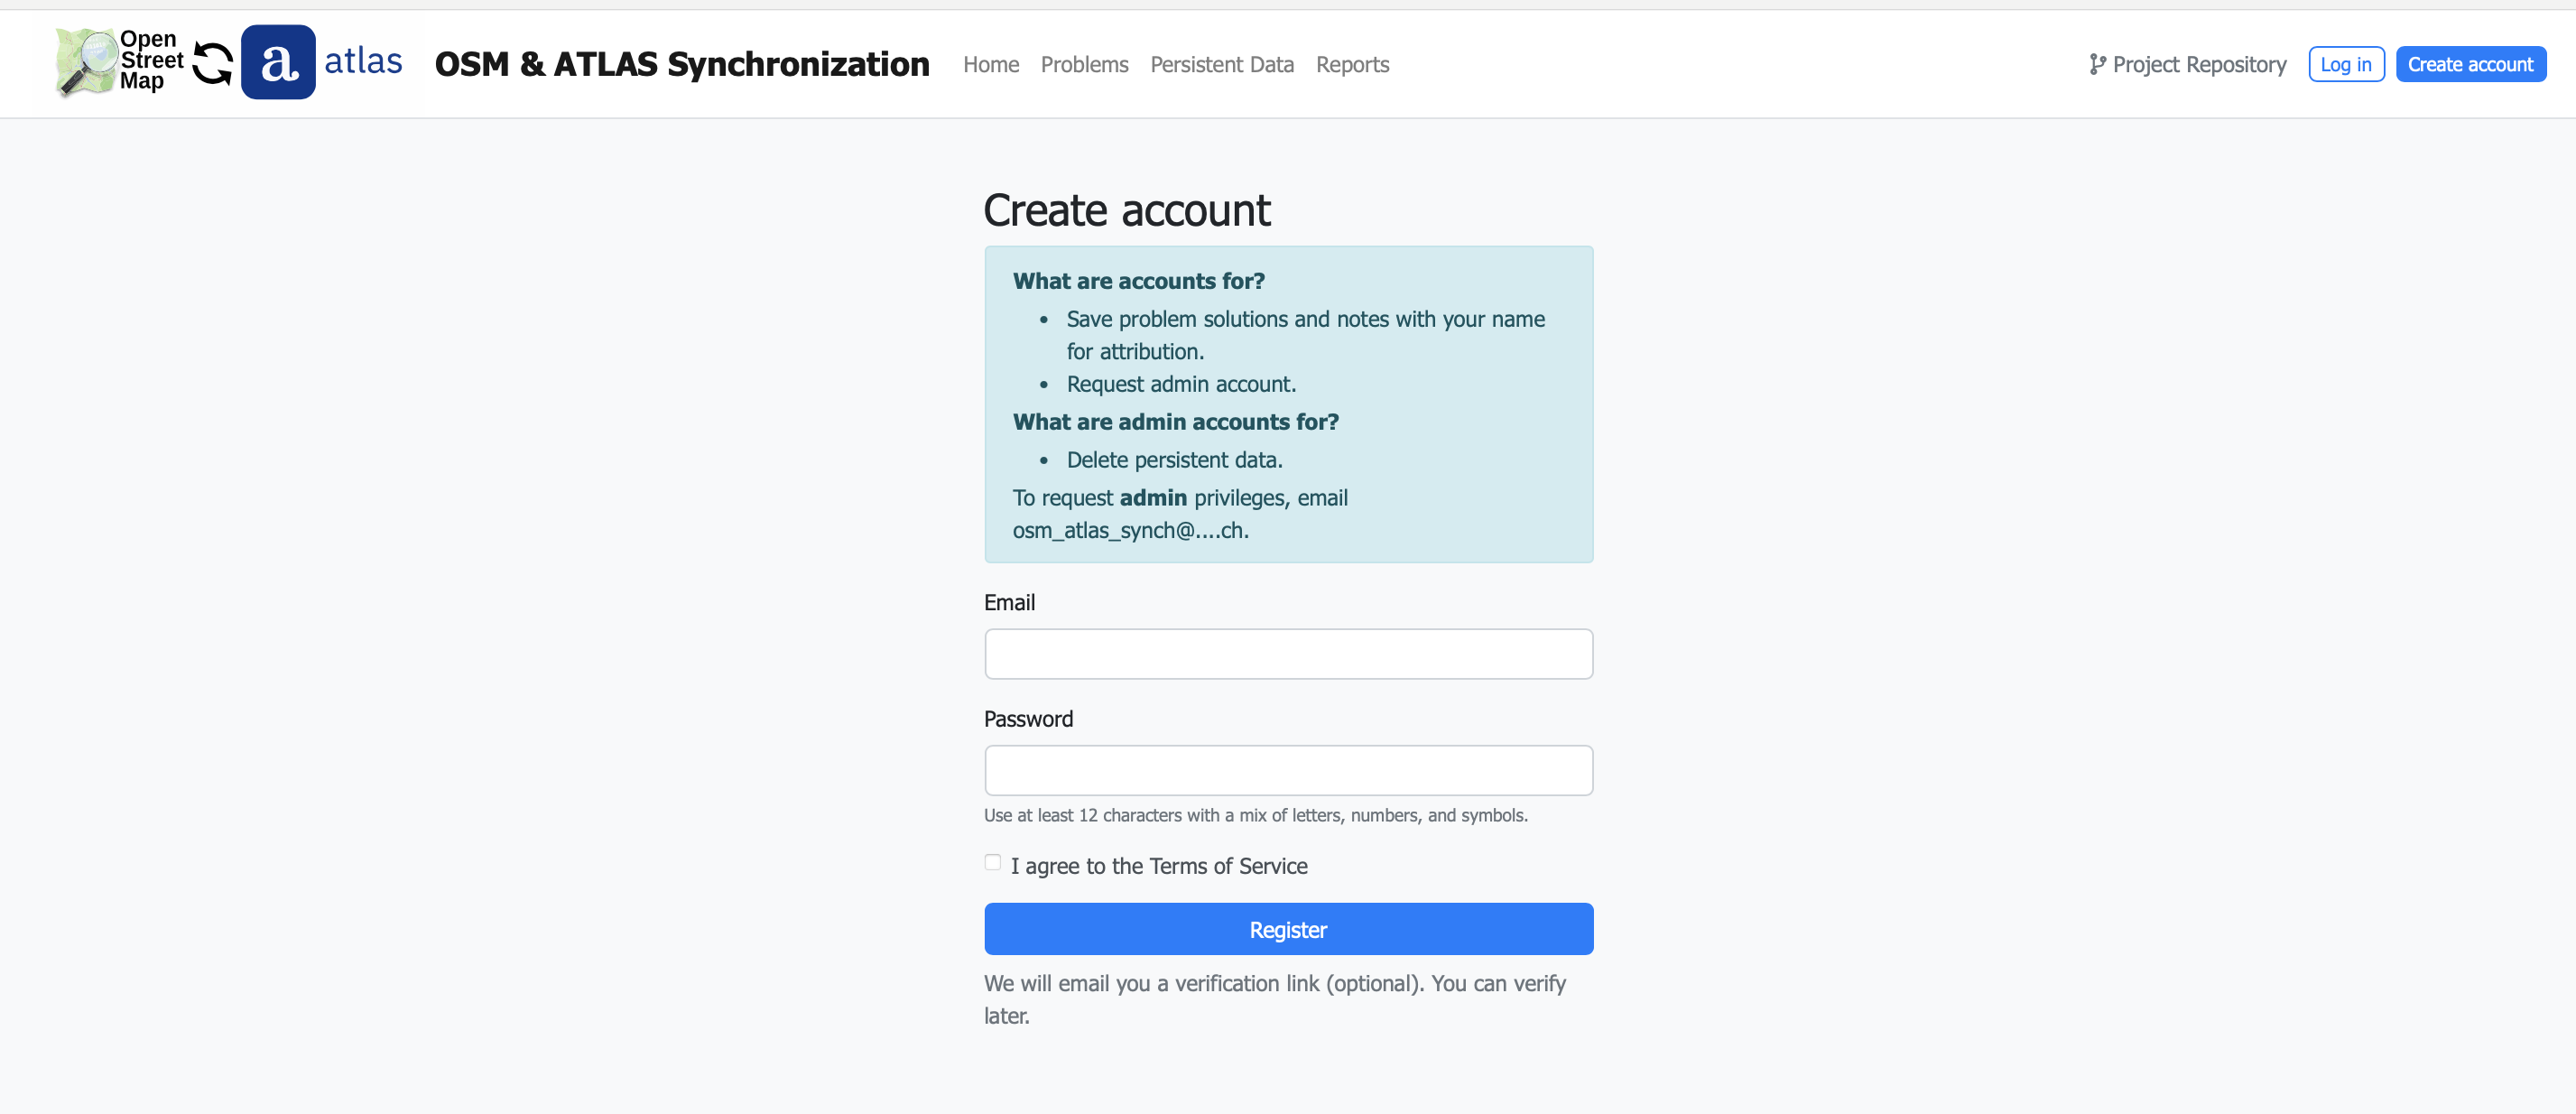 Open
Street
Map
a
atlas
OSM & ATLAS Synchronization
Home
Problems
Persistent Data
Reports
Project Repository
Log in
Create account
Create account
What are accounts for?
• Save problem solutions and notes with your name
for attribution.
• Request admin account.
What are admin accounts for?
• Delete persistent data.
To request admin privileges, email
osm_atlas_synch@....ch.
Email
Password
Use at least 12 characters with a mix of letters, numbers, and symbols.
I agree to the Terms of Service
Register
We will email you a verification link (optional). You can verify
later.